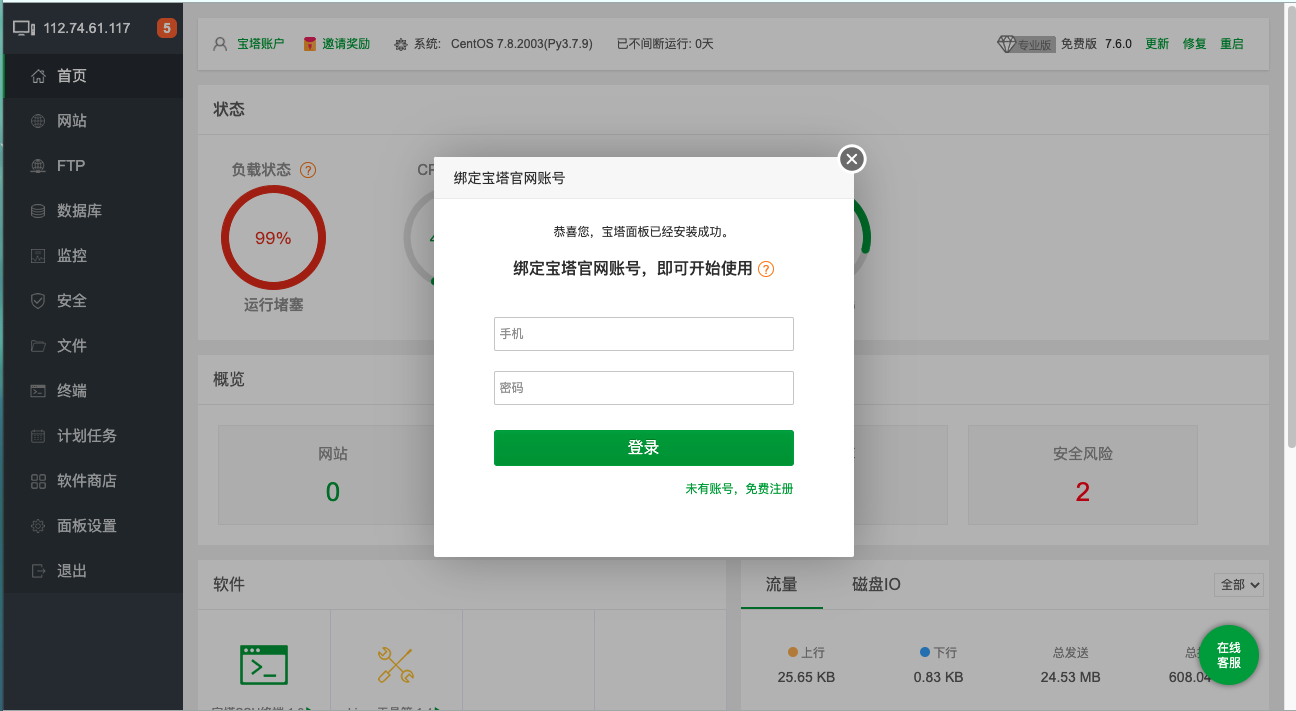 112.74.61.117 5
首页
网站
FTP
数据库
监控
安全
文件
终端
计划任务
软件商店
面板设置
退出
宝塔账户 邀请奖励 系统: CentOS 7.8.2003(Py3.7.9) 已不间断运行: 0天 专业版 免费版 7.6.0 更新 修复 重启
状态
负载状态 ?
99%
运行堵塞
绑定宝塔官网账号
恭喜您，宝塔面板已经安装成功。
绑定宝塔官网账号，即可开始使用 ?
手机
密码
登录
未有账号，免费注册
概览
网站
0
安全风险
2
软件
流量 磁盘IO 全部
上行 下行 总发送
25.65 KB 0.83 KB 24.53 MB 608.04
在线
客服